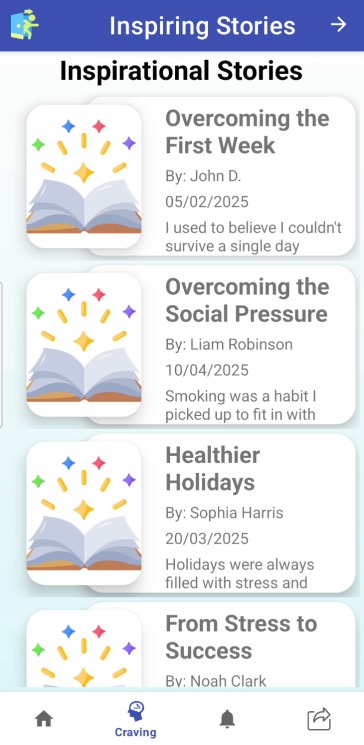 Inspiring Stories
Inspirational Stories
Overcoming the
First Week
By: John D.
05/02/2025
I used to believe I couldn't
survive a single day
Overcoming the
Social Pressure
By: Liam Robinson
10/04/2025
Smoking was a habit I
picked up to fit in with
Healthier
Holidays
By: Sophia Harris
20/03/2025
Holidays were always
filled with stress and
From Stress to
Success
By: Noah Clark
Craving